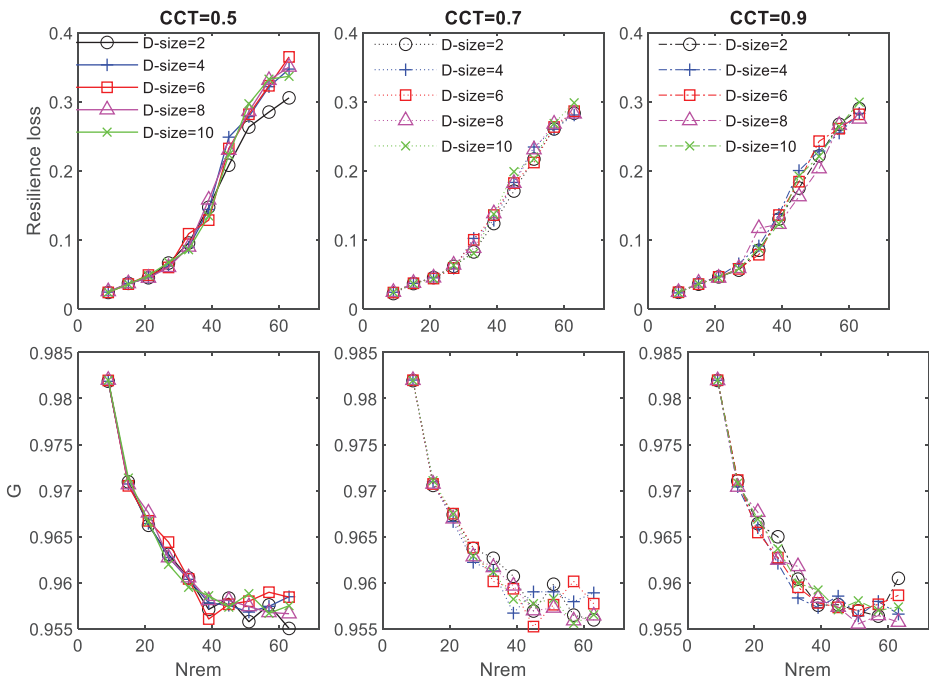 CCT=0.5
CCT=0.7
CCT=0.9
Resilience loss
0.4
0.3
0.2
0.1
0
D-size=2
D-size=4
D-size=6
D-size=8
D-size=10
0 20 40 60
0.4
0.3
0.2
0.1
0
D-size=2
D-size=4
D-size=6
D-size=8
D-size=10
0 20 40 60
0.4
0.3
0.2
0.1
0
D-size=2
D-size=4
D-size=6
D-size=8
D-size=10
0 20 40 60
G
0.985
0.98
0.975
0.97
0.965
0.96
0.955
0 20 40 60
Nrem
0.985
0.98
0.975
0.97
0.965
0.96
0.955
0 20 40 60
Nrem
0.985
0.98
0.975
0.97
0.965
0.96
0.955
0 20 40 60
Nrem